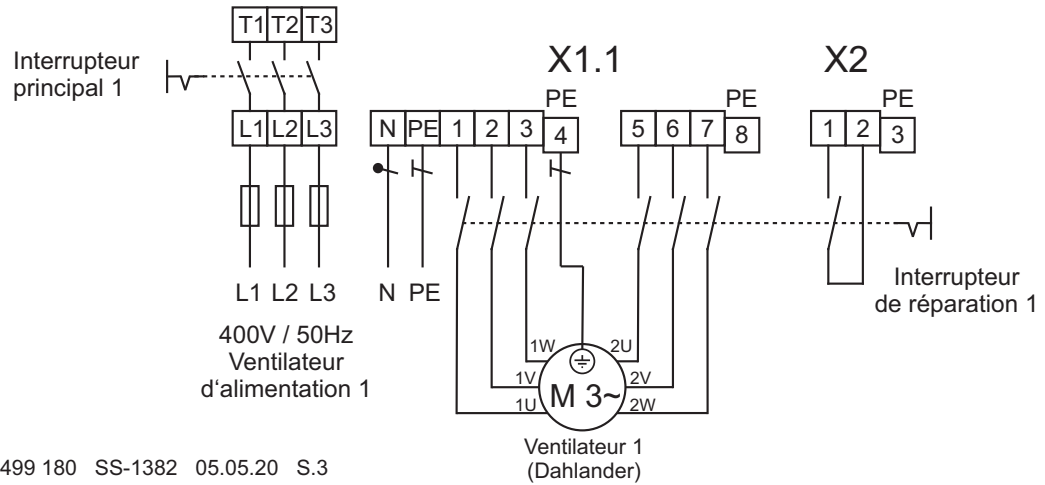 T1 T2 T3
Interrupteur
principal 1
X1.1
X2
PE
PE
PE
L1 L2 L3
N PE 1 2 3 4
5 6 7 8
1 2 3
L1 L2 L3
N PE
Interrupteur
de réparation 1
400V / 50Hz
Ventilateur
d‘alimentation 1
1W
2U
1V
2V
M 3~
1U
2W
Ventilateur 1
(Dahlander)
499 180 SS-1382 05.05.20 S.3